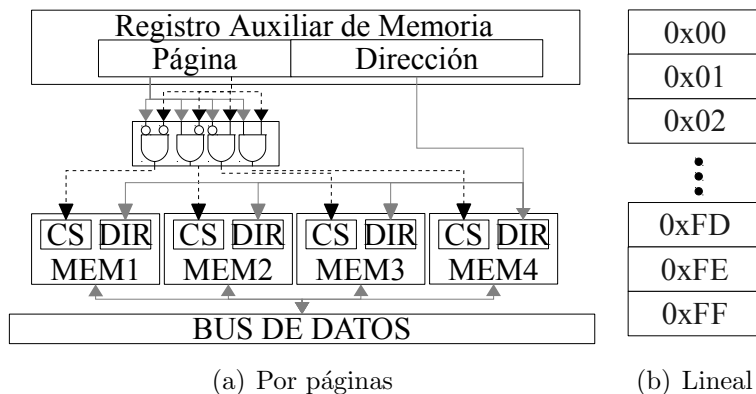 Registro Auxiliar de Memoria
Página Dirección
CS DIR CS DIR CS DIR CS DIR
MEM1 MEM2 MEM3 MEM4
BUS DE DATOS
(a) Por páginas
0x00
0x01
0x02
0xFD
0xFE
0xFF
(b) Lineal